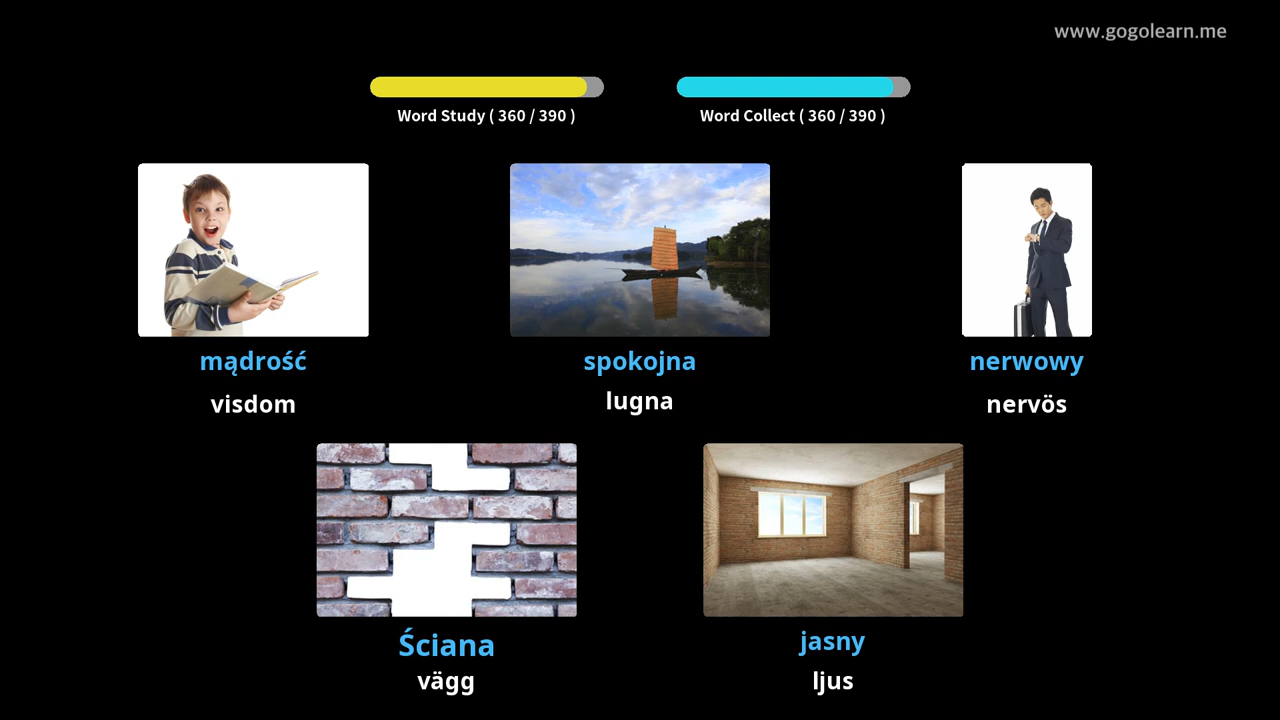 www.gogolearn.me
Word Study ( 360 / 390 )
Word Collect ( 360 / 390 )
mądrość
visdom
spokojna
lugna
nerwowy
nervös
Ściana
vägg
jasny
ljus